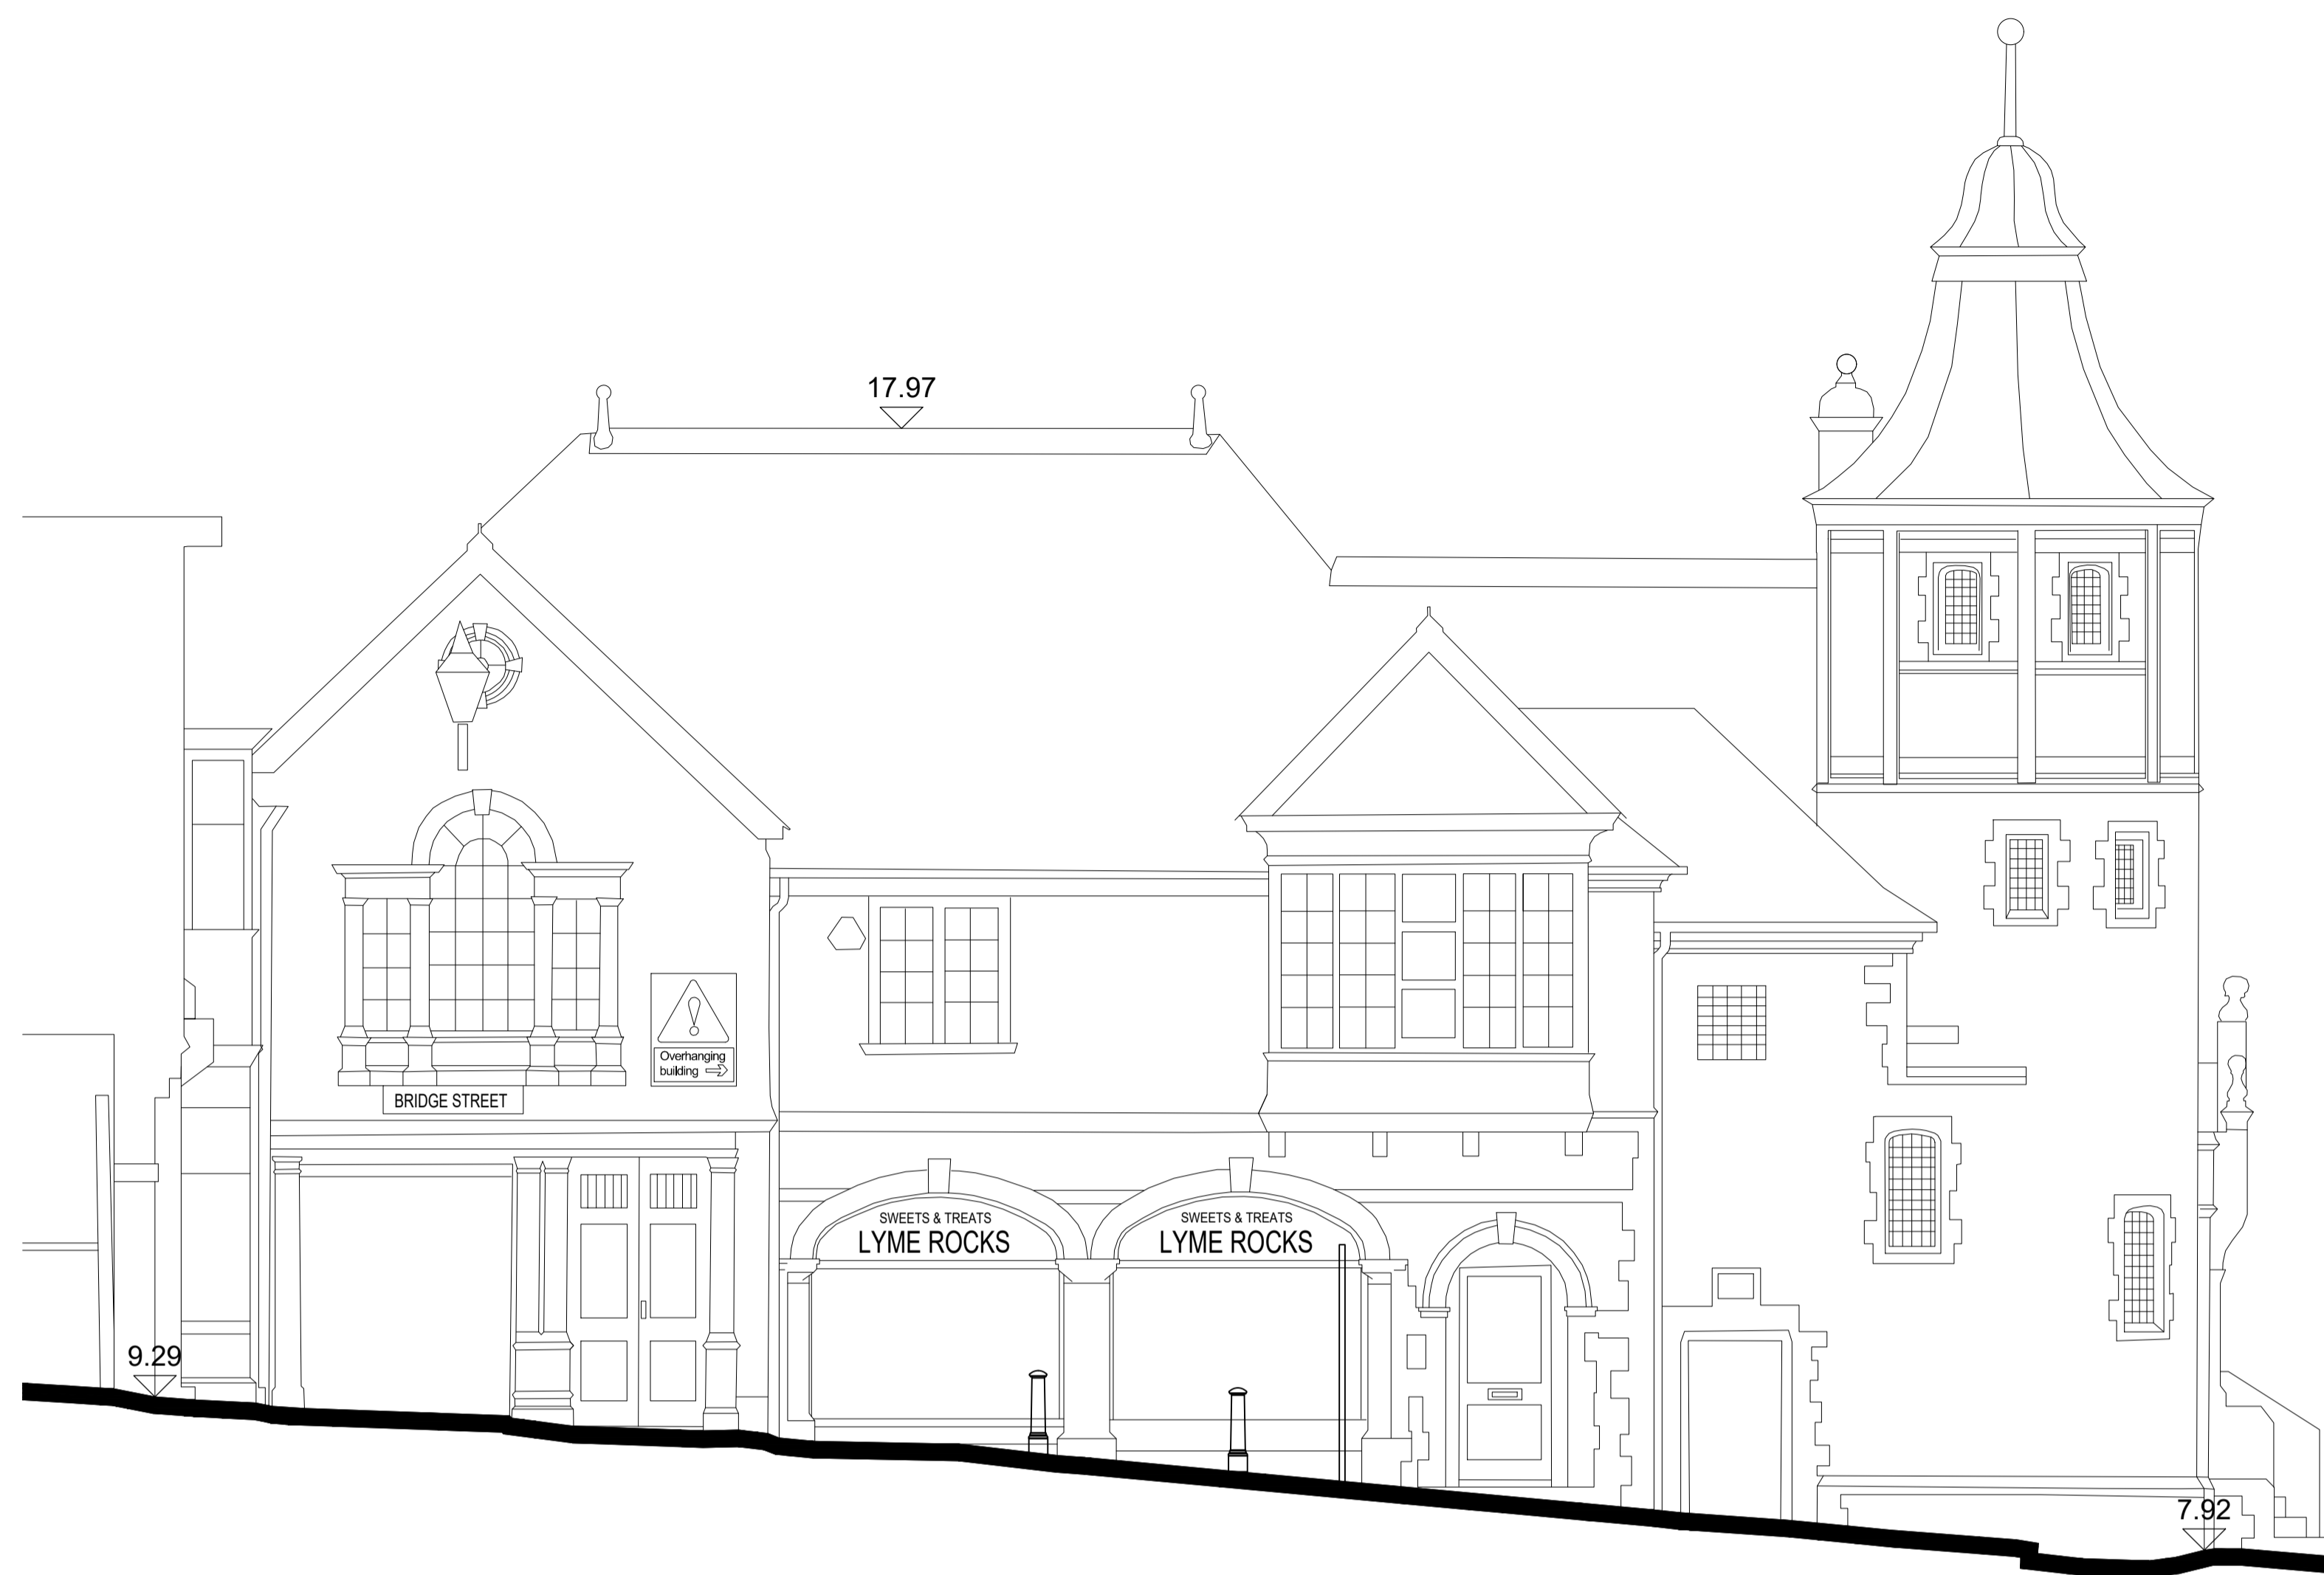 17.97
Overhanging
building
BRIDGE STREET
SWEETS & TREATS
LYME ROCKS
SWEETS & TREATS
LYME ROCKS
9.29
7.92